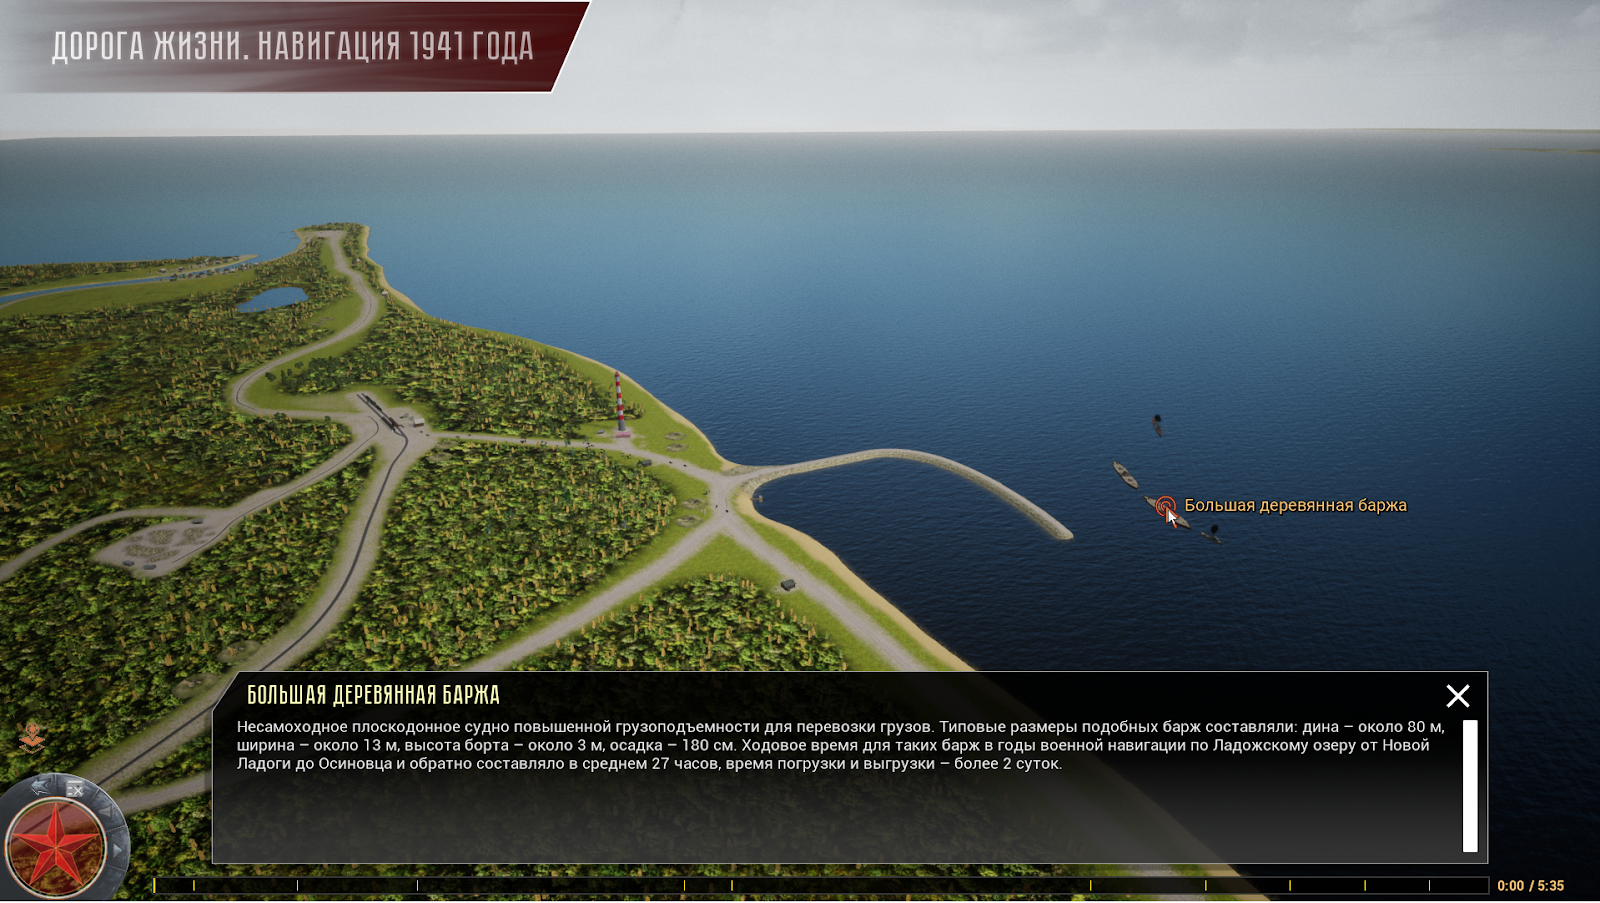 ДОРОГА ЖИЗНИ. НАВИГАЦИЯ 1941 ГОДА
Большая деревянная баржа
БОЛЬШАЯ ДЕРЕВЯННАЯ БАРЖА
Несамоходное плоскодонное судно повышенной грузоподъемности для перевозки грузов. Типовые размеры подобных барж составляли: дина – около 80 м,
ширина – около 13 м, высота борта – около 3 м, осадка – 180 см. Ходовое время для таких барж в годы военной навигации по Ладожскому озеру от Новой
Ладоги до Осиновца и обратно составляло в среднем 27 часов, время погрузки и выгрузки – более 2 суток.
0:00 / 5:35